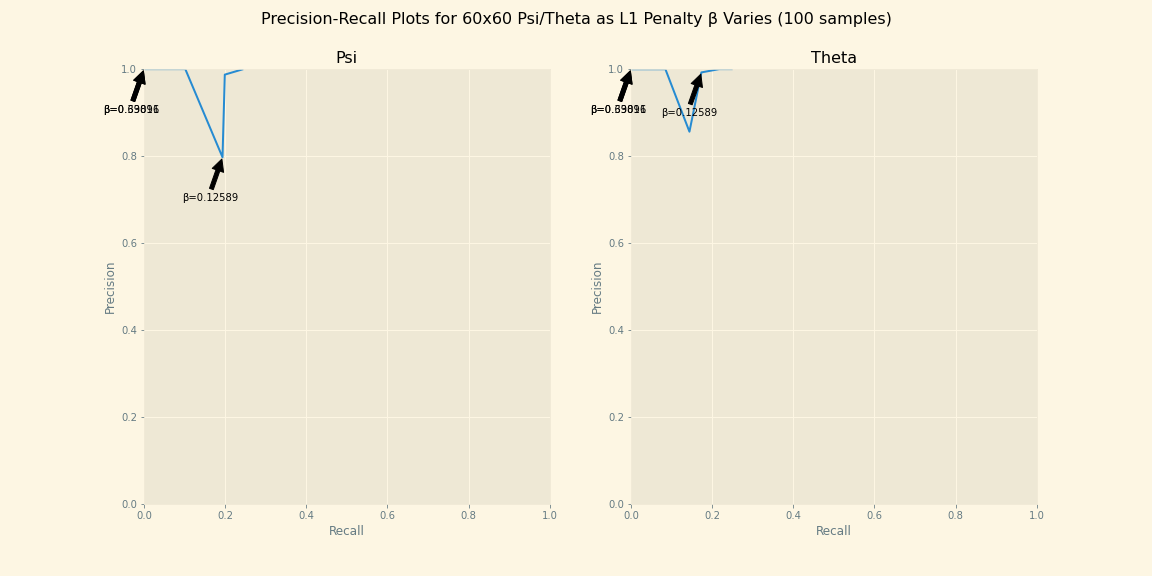 Precision-Recall Plots for 60x60 Psi/Theta as L1 Penalty β Varies (100 samples)
Psi
1.0
0.8
0.6
0.4
0.2
0.0
Precision
β=0.12589
0.0 0.2 0.4 0.6 0.8 1.0
Recall
Theta
1.0
0.8
0.6
0.4
0.2
0.0
Precision
β=0.12589
0.0 0.2 0.4 0.6 0.8 1.0
Recall